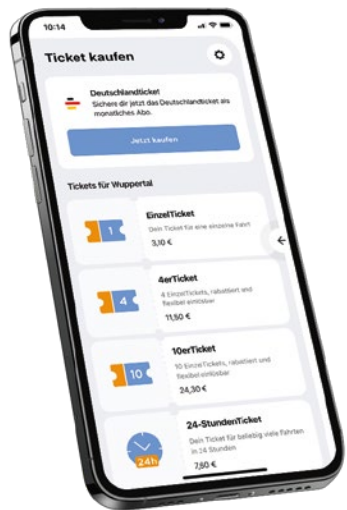 10:14
Ticket kaufen
Deutschlandticket
Sichere dir jetzt das Deutschlandticket als
monatliches Abo.
Jetzt kaufen
Tickets für Wuppertal
1
EinzelTicket
Dein Ticket für eine einzelne Fahrt
3,10 €
4
4erTicket
4 EinzelTickets, rabattiert und
flexibel einlösbar
11,50 €
10
10erTicket
10 EinzelTickets, rabattiert und
flexibel einlösbar
24,30 €
24h
24-StundenTicket
Dein Ticket für beliebig viele Fahrten
in 24 Stunden
7,60 €